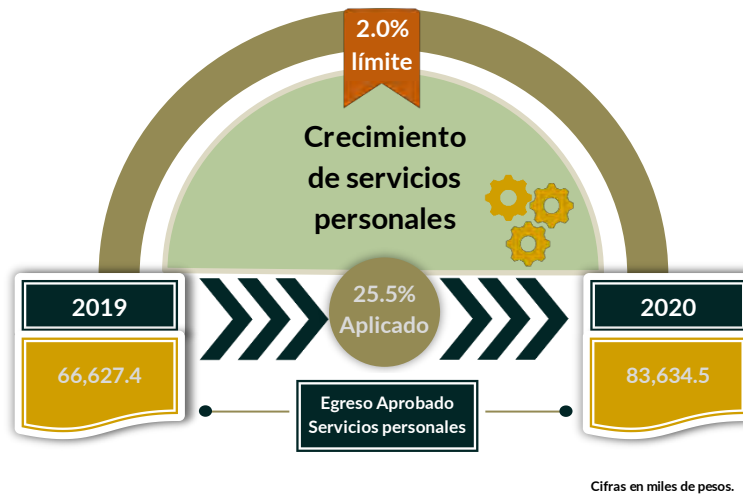 2.0%
límite
Crecimiento
de servicios
personales
2019
25.5%
Aplicado
2020
66,627.4
83,634.5
Egreso Aprobado
Servicios personales
Cifras en miles de pesos.